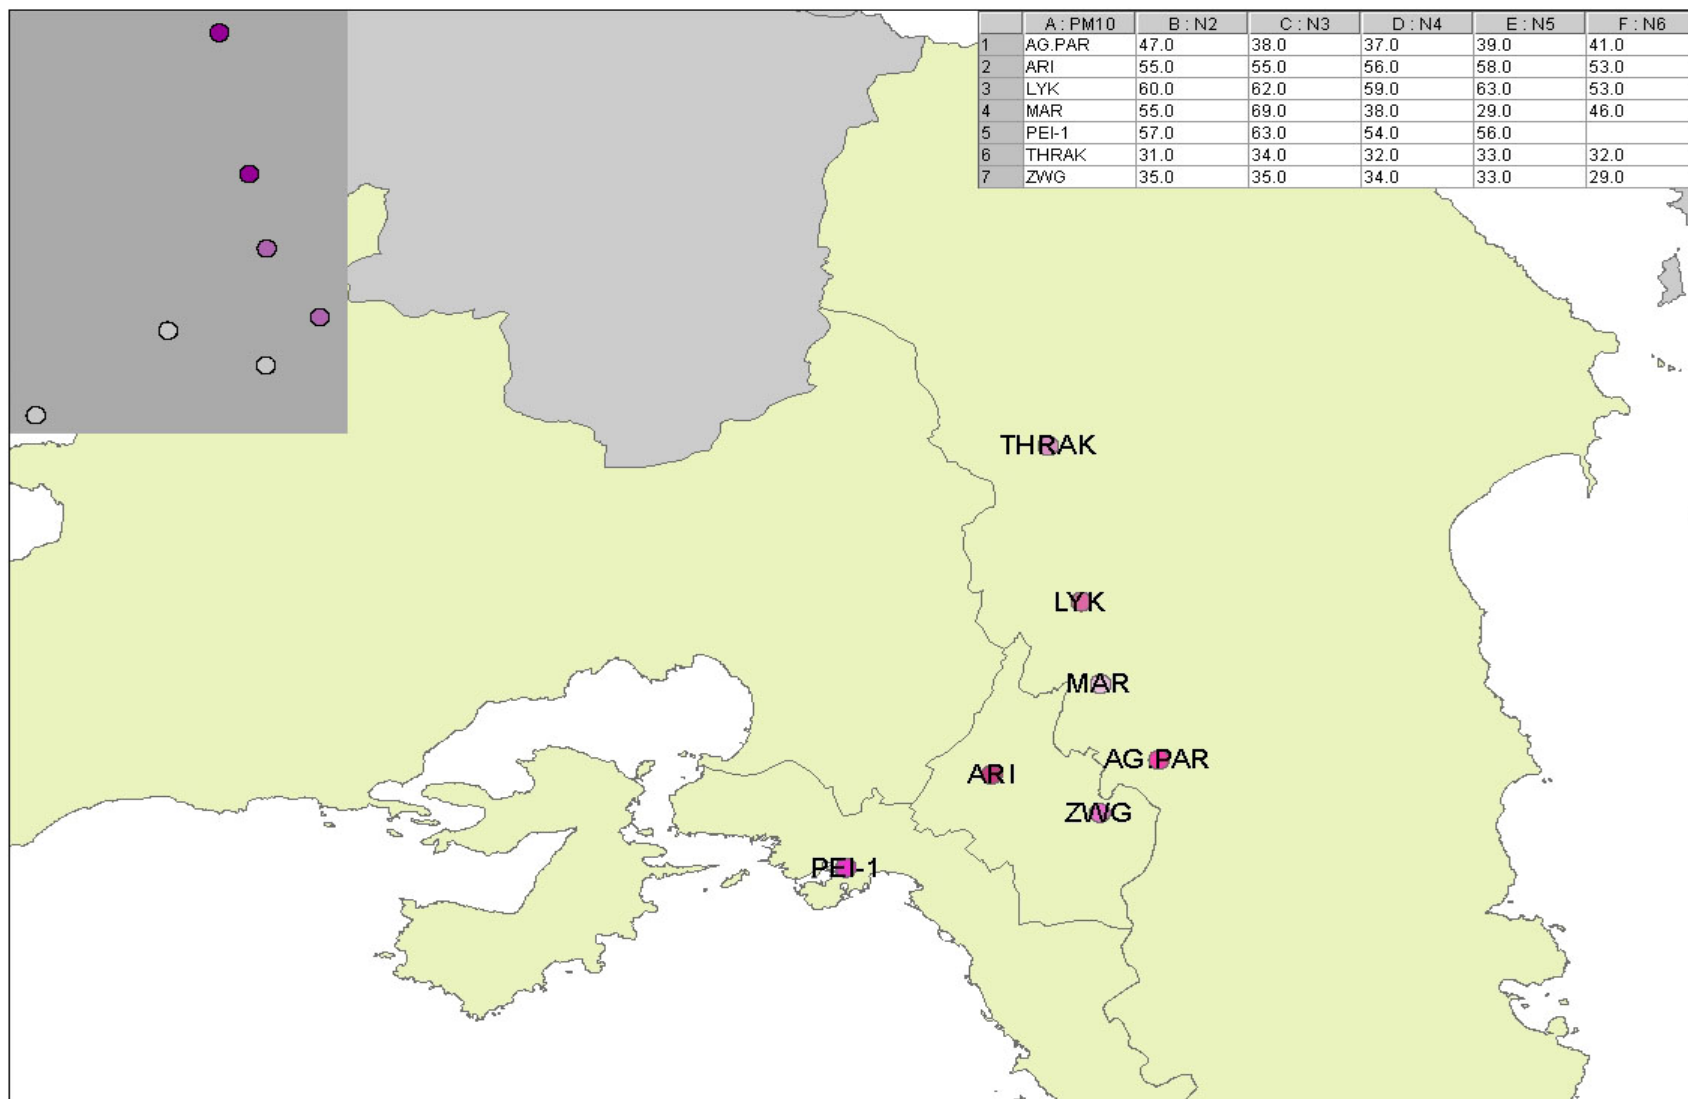 A : PM10 B : N2 C : N3 D : N4 E : N5 F : N6
1 AG.PAR 47.0 38.0 37.0 39.0 41.0
2 ARI 55.0 55.0 56.0 58.0 53.0
3 LYK 60.0 62.0 59.0 63.0 53.0
4 MAR 55.0 69.0 38.0 29.0 46.0
5 PEI-1 57.0 63.0 54.0 56.0
6 THRAK 31.0 34.0 32.0 33.0 32.0
7 ZWG 35.0 35.0 34.0 33.0 29.0
THRAK
LYK
MAR
AG.PAR
ARI
ZWG
PEI-1